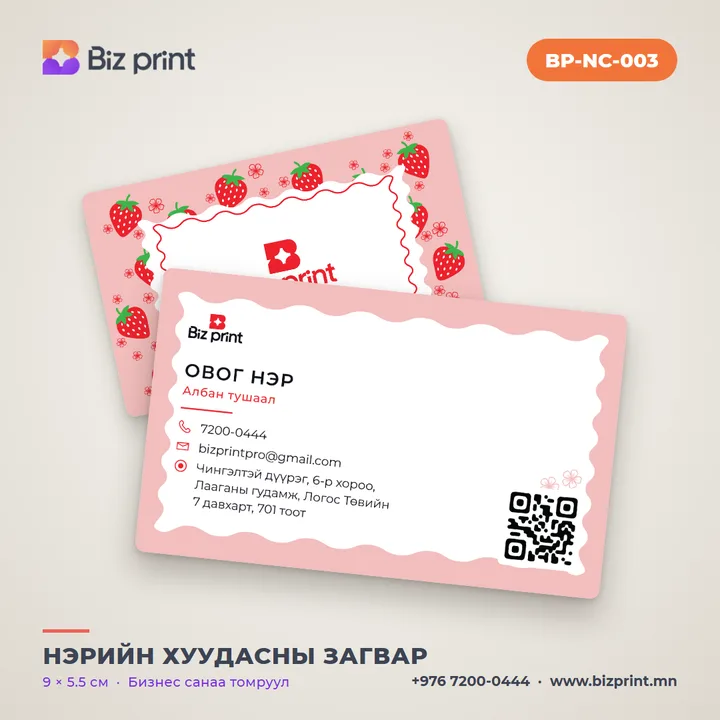 Biz print
BP-NC-003
print
Biz print
ОВОГ НЭР
Албан тушаал
7200-0444
bizprintpro@gmail.com
Чингэлтэй дүүрэг, 6-р хороо,
Лааганы гудамж, Логос Төвийн
7 давхарт, 701 тоот
НЭРИЙН ХУУДАСНЫ ЗАГВАР
9 × 5.5 см · Бизнес санаа томруул
+976 7200-0444 · www.bizprint.mn